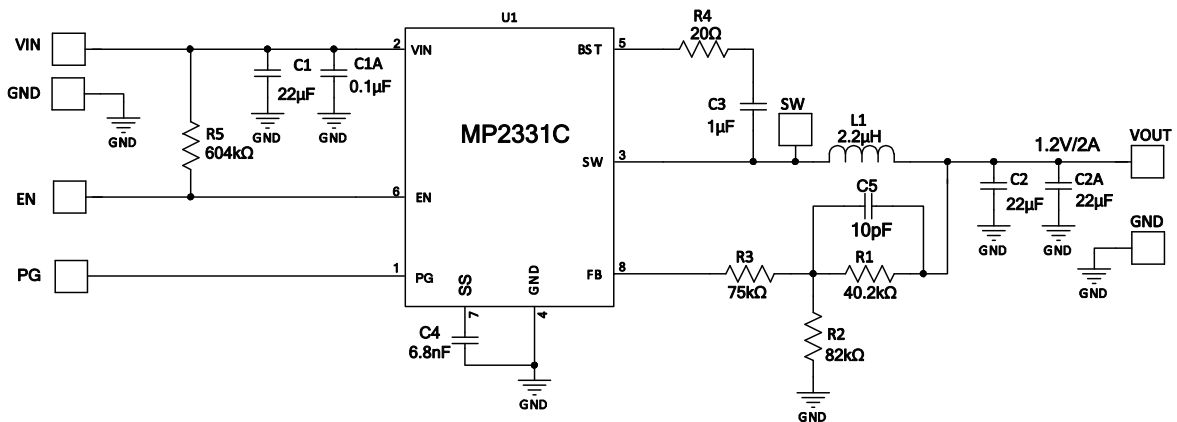 U1
VIN
GND
GND
R5
604kΩ
C1
22μF
GND
C1A
0.1μF
GND
EN
PG
2
VIN
6
EN
1
PG
MP2331C
BST
5
SW
3
FB
8
SS
7
GND
4
C4
6.8nF
GND
R4
20Ω
C3
1μF
SW
L1
2.2μH
1.2V/2A
VOUT
C5
10pF
R3
75kΩ
R1
40.2kΩ
R2
82kΩ
GND
C2
22μF
GND
C2A
22μF
GND
GND
GND